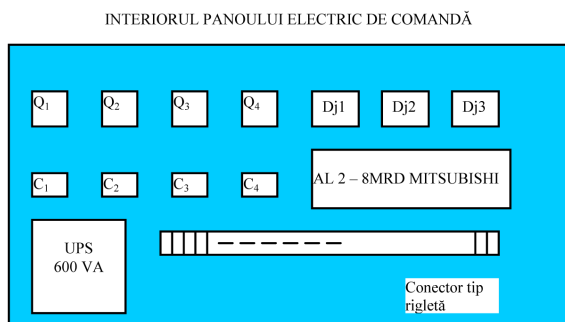 INTERIORUL PANOULUI ELECTRIC DE COMANDĂ
Q₁ Q₂ Q₃ Q₄ Dj1 Dj2 Dj3
C₁ C₂ C₃ C₄ AL 2 – 8MRD MITSUBISHI
UPS
600 VA
Conector tip
rigletă